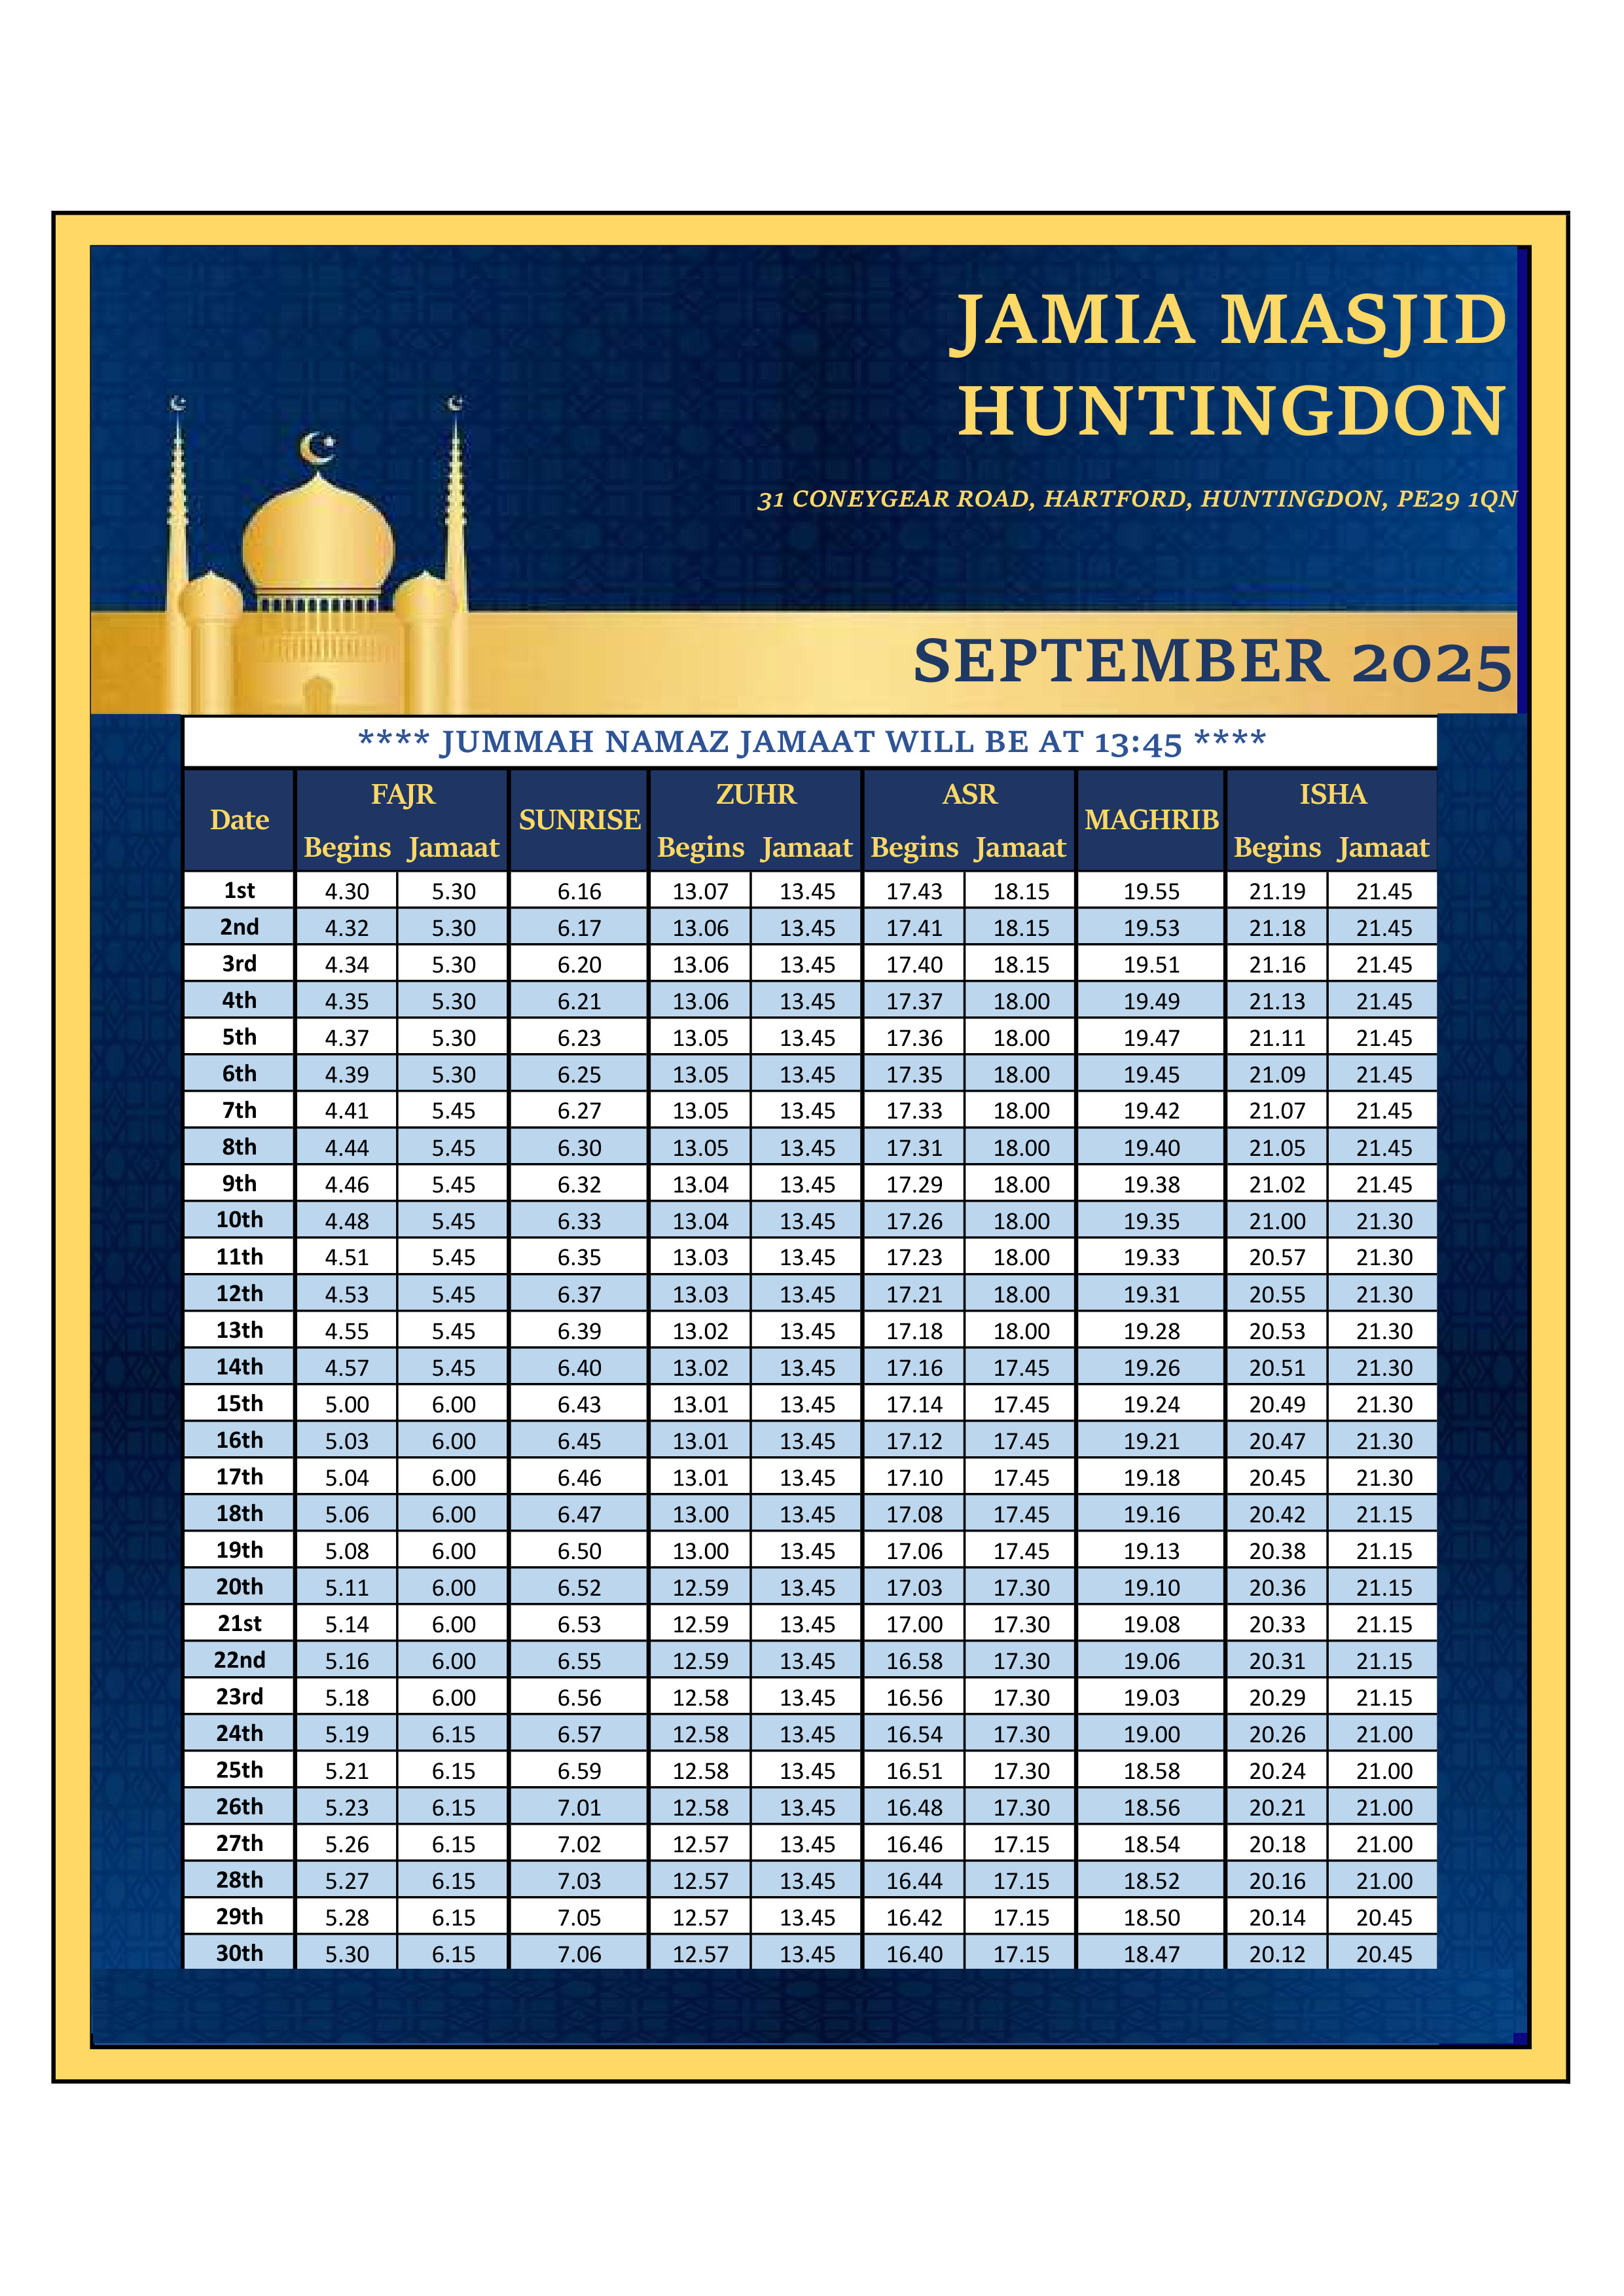 JAMIA MASJID
HUNTINGDON
31 CONEYGEAR ROAD, HARTFORD, HUNTINGDON, PE29 1QN
SEPTEMBER 2025
**** JUMMAH NAMAZ JAMAAT WILL BE AT 13:45 ****
Date FAJR SUNRISE ZUHR ASR MAGHRIB ISHA
Begins Jamaat Begins Jamaat Begins Jamaat Begins Jamaat
1st 4.30 5.30 6.16 13.07 13.45 17.43 18.15 19.55 21.19 21.45
2nd 4.32 5.30 6.17 13.06 13.45 17.41 18.15 19.53 21.18 21.45
3rd 4.34 5.30 6.20 13.06 13.45 17.40 18.15 19.51 21.16 21.45
4th 4.35 5.30 6.21 13.06 13.45 17.37 18.00 19.49 21.13 21.45
5th 4.37 5.30 6.23 13.05 13.45 17.36 18.00 19.47 21.11 21.45
6th 4.39 5.30 6.25 13.05 13.45 17.35 18.00 19.45 21.09 21.45
7th 4.41 5.45 6.27 13.05 13.45 17.33 18.00 19.42 21.07 21.45
8th 4.44 5.45 6.30 13.05 13.45 17.31 18.00 19.40 21.05 21.45
9th 4.46 5.45 6.32 13.04 13.45 17.29 18.00 19.38 21.02 21.45
10th 4.48 5.45 6.33 13.04 13.45 17.26 18.00 19.35 21.00 21.30
11th 4.51 5.45 6.35 13.03 13.45 17.23 18.00 19.33 20.57 21.30
12th 4.53 5.45 6.37 13.03 13.45 17.21 18.00 19.31 20.55 21.30
13th 4.55 5.45 6.39 13.02 13.45 17.18 18.00 19.28 20.53 21.30
14th 4.57 5.45 6.40 13.02 13.45 17.16 17.45 19.26 20.51 21.30
15th 5.00 6.00 6.43 13.01 13.45 17.14 17.45 19.24 20.49 21.30
16th 5.03 6.00 6.45 13.01 13.45 17.12 17.45 19.21 20.47 21.30
17th 5.04 6.00 6.46 13.01 13.45 17.10 17.45 19.18 20.45 21.30
18th 5.06 6.00 6.47 13.00 13.45 17.08 17.45 19.16 20.42 21.15
19th 5.08 6.00 6.50 13.00 13.45 17.06 17.45 19.13 20.38 21.15
20th 5.11 6.00 6.52 12.59 13.45 17.03 17.30 19.10 20.36 21.15
21st 5.14 6.00 6.53 12.59 13.45 17.00 17.30 19.08 20.33 21.15
22nd 5.16 6.00 6.55 12.59 13.45 16.58 17.30 19.06 20.31 21.15
23rd 5.18 6.00 6.56 12.58 13.45 16.56 17.30 19.03 20.29 21.15
24th 5.19 6.15 6.57 12.58 13.45 16.54 17.30 19.00 20.26 21.00
25th 5.21 6.15 6.59 12.58 13.45 16.51 17.30 18.58 20.24 21.00
26th 5.23 6.15 7.01 12.58 13.45 16.48 17.30 18.56 20.21 21.00
27th 5.26 6.15 7.02 12.57 13.45 16.46 17.15 18.54 20.18 21.00
28th 5.27 6.15 7.03 12.57 13.45 16.44 17.15 18.52 20.16 21.00
29th 5.28 6.15 7.05 12.57 13.45 16.42 17.15 18.50 20.14 20.45
30th 5.30 6.15 7.06 12.57 13.45 16.40 17.15 18.47 20.12 20.45